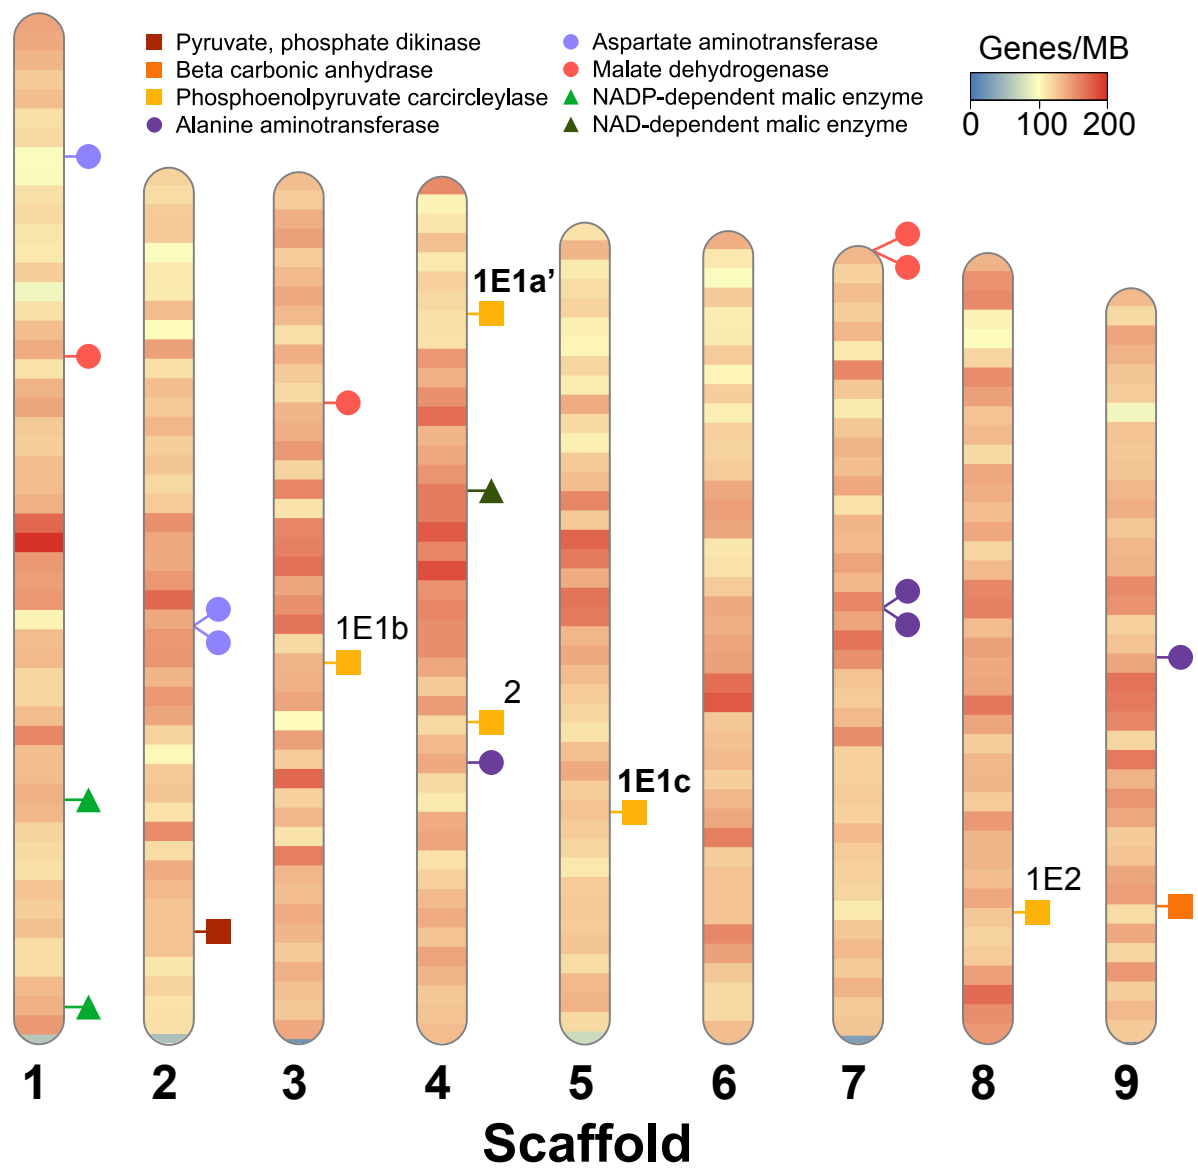 Pyruvate, phosphate dikinase
Beta carbonic anhydrase
Phosphoenolpyruvate carcircleylase
Alanine aminotransferase
Aspartate aminotransferase
Malate dehydrogenase
NADP-dependent malic enzyme
NAD-dependent malic enzyme
Genes/MB
0 100 200
1E1a’
1E1b
2
1E1c
1E2
1 2 3 4 5 6 7 8 9
Scaffold